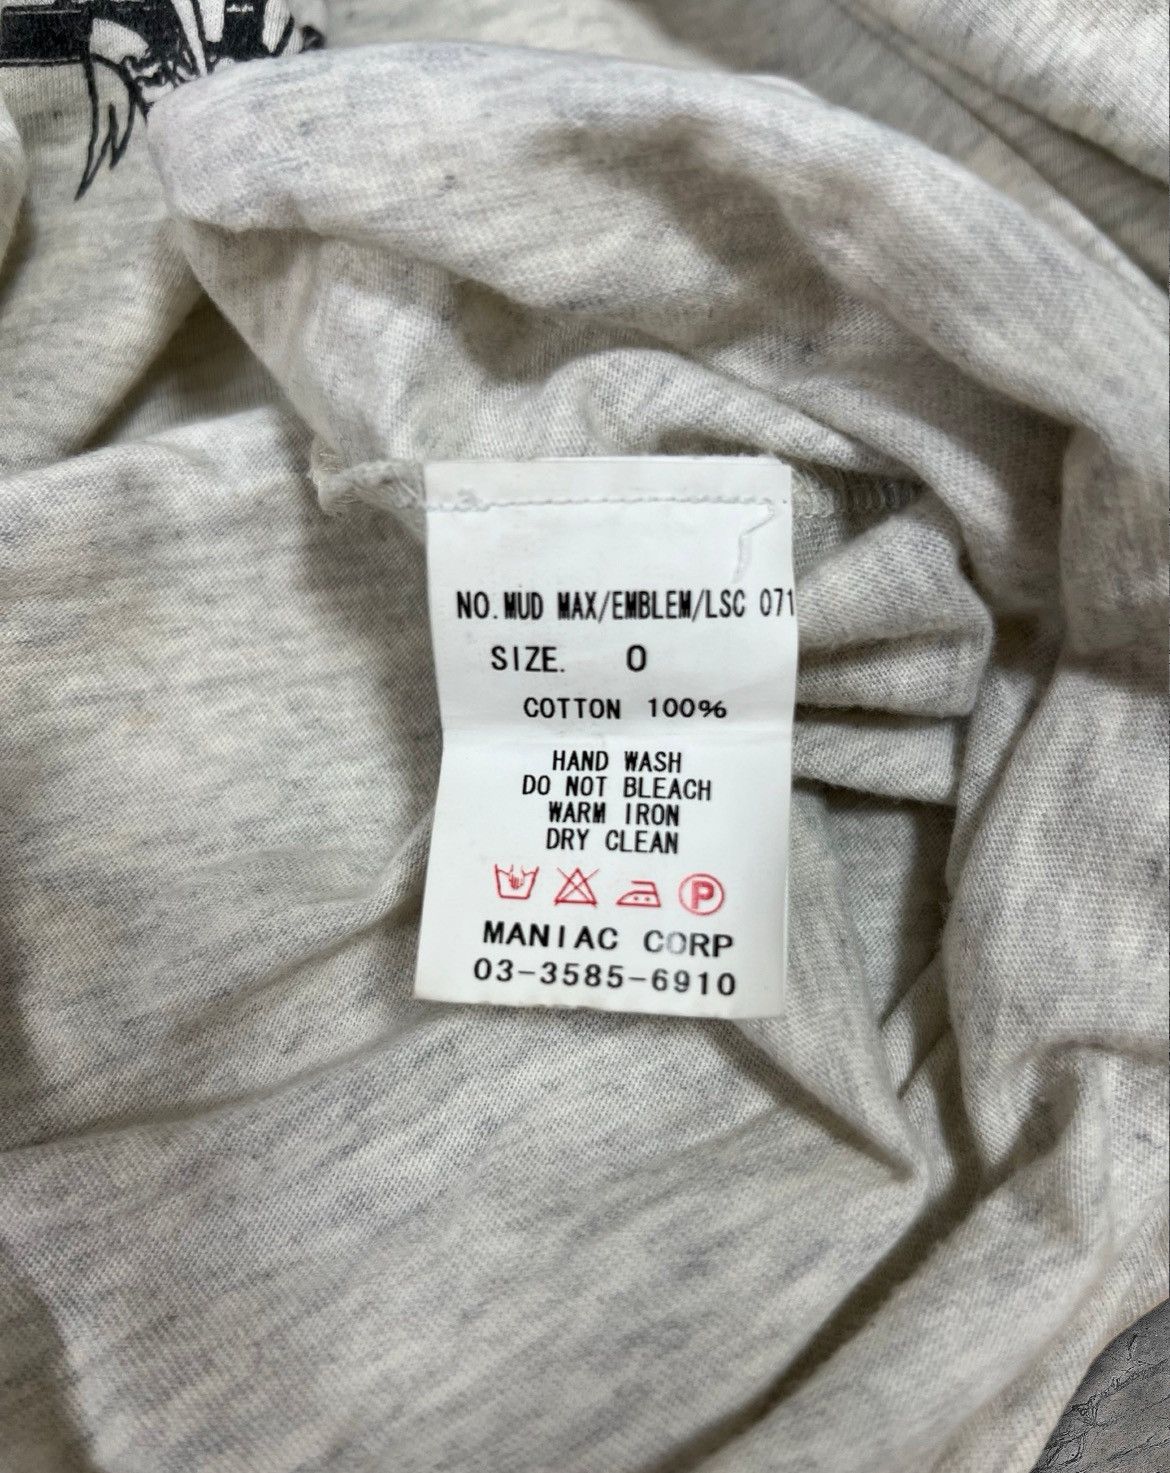 NO.MUD MAX/EMBLEM/LSC 071
SIZE. 0
COTTON 100%
HAND WASH
DO NOT BLEACH
WARM IRON
DRY CLEAN
P
MANIAC CORP
03-3585-6910